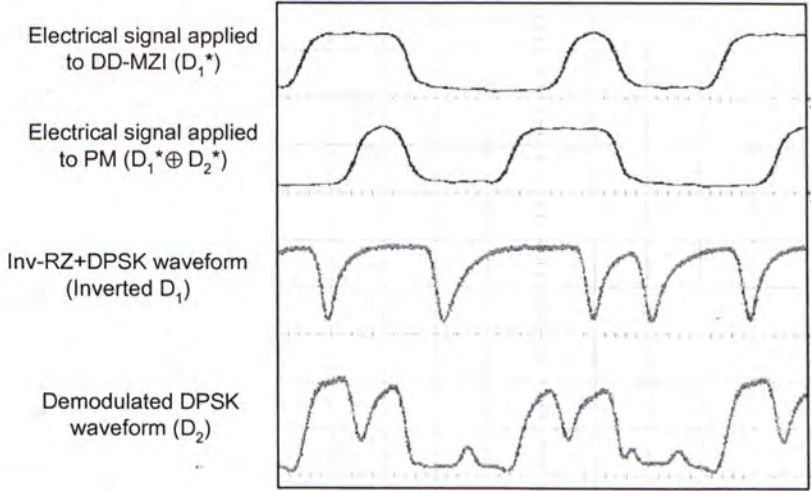 Electrical signal applied
to DD-MZI (D₁*)
Electrical signal applied
to PM (D₁*⊕ D₂*)
Inv-RZ+DPSK waveform
(Inverted D₁)
Demodulated DPSK
waveform (D₂)